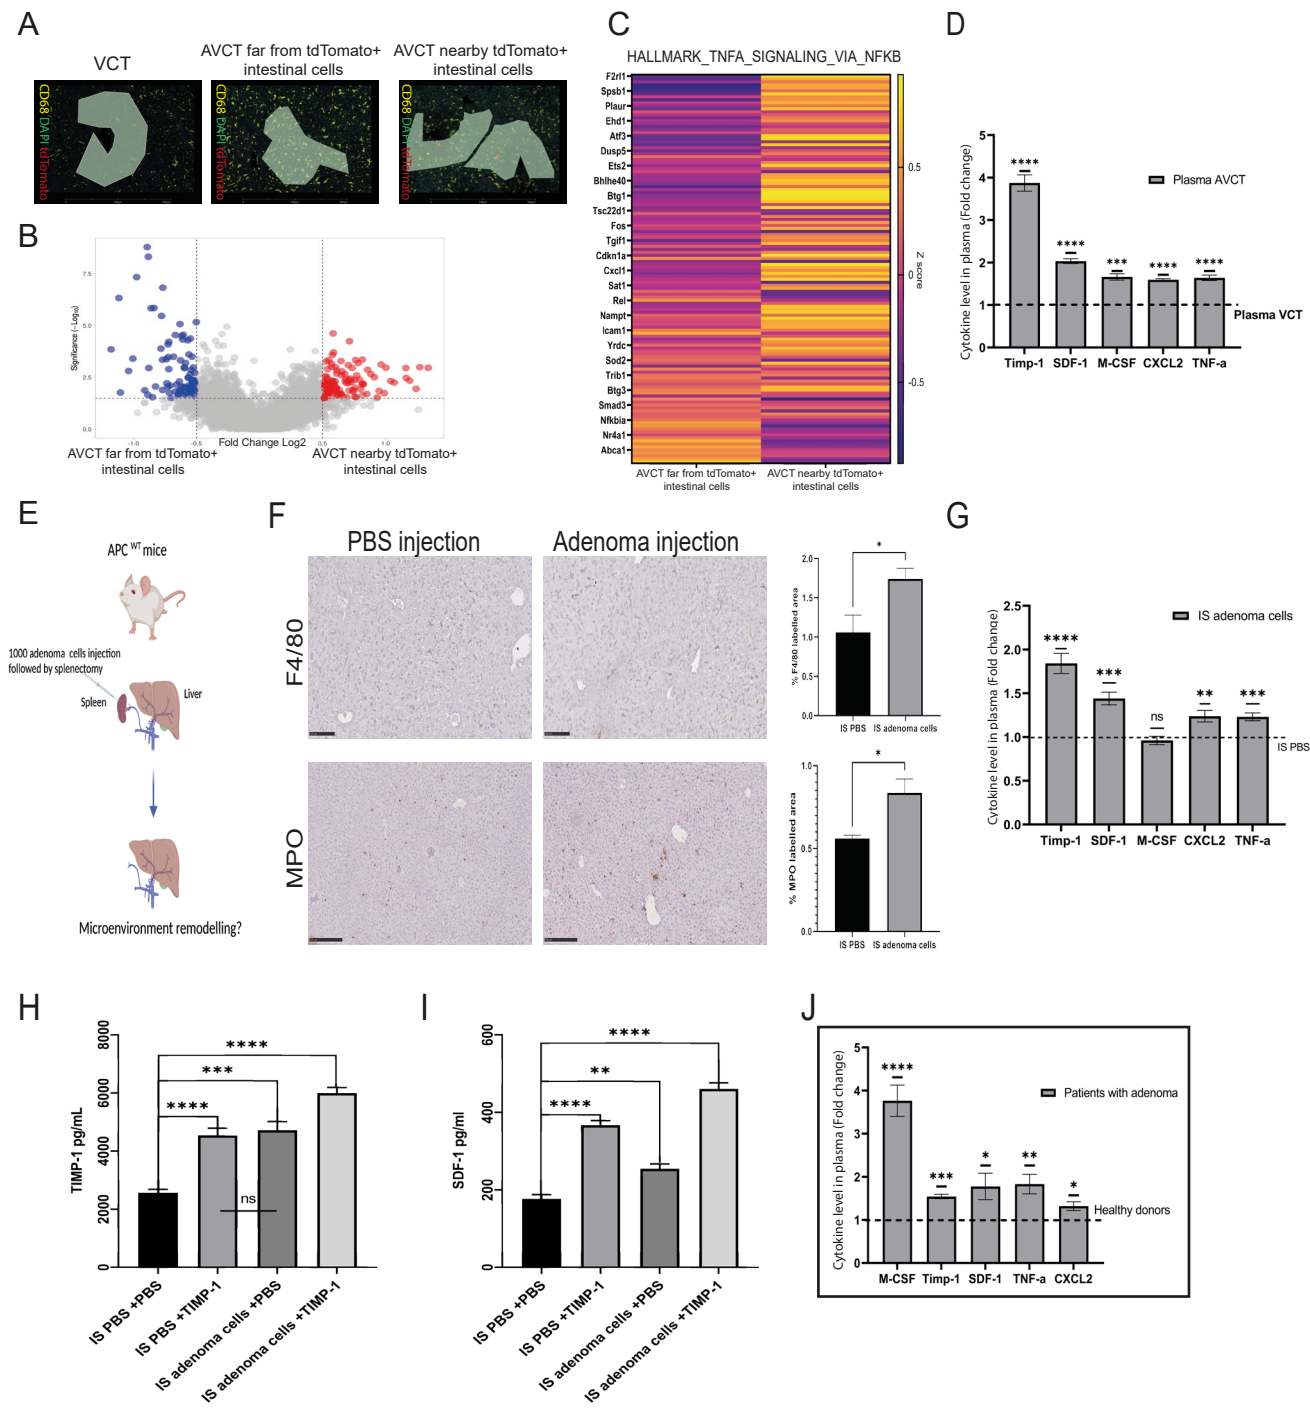 A
VCT
AVCT far from tdTomato+
intestinal cells
AVCT nearby tdTomato+
intestinal cells
CD68 DAPI tdTomato
CD68 DAPI tdTomato
CD68 DAPI tdTomato
B
Significance (−Log₁₀)
7.5
5.0
2.5
0.0
-1.0
-0.5
0.5
1.0
Fold Change Log2
AVCT far from tdTomato+
intestinal cells
AVCT nearby tdTomato+
intestinal cells
C
HALLMARK_TNFA_SIGNALING_VIA_NFKB
F2rl1
Spsb1
Plaur
Ehd1
Atf3
Dusp5
Ets2
Bhlhe40
Btg1
Tsc22d1
Fos
Tgif1
Cdkn1a
Cxcl1
Sat1
Rel
Nampt
Icam1
Yrdc
Sod2
Trib1
Btg3
Smad3
Nfkbia
Nr4a1
Abca1
AVCT far from tdTomato+
intestinal cells
AVCT nearby tdTomato+
intestinal cells
0.5
0
-0.5
Z score
D
Cytokine level in plasma (Fold change)
5
4
3
2
1
0
****
****
***
****
****
Plasma AVCT
Plasma VCT
Timp-1
SDF-1
M-CSF
CXCL2
TNF-a
E
APC WT mice
1000 adenoma cells injection
followed by splenectomy
Spleen
Liver
Microenvironment remodelling?
F
PBS injection
Adenoma injection
F4/80
MPO
% F4/80 labelled area
2.0
1.5
1.0
0.5
0.0
*
IS PBS
IS adenoma cells
% MPO labelled area
1.0
0.5
0.0
*
IS PBS
IS adenoma cells
G
Cytokine level in plasma (Fold change)
2.5
2.0
1.5
1.0
0.5
0.0
****
***
ns
**
***
IS adenoma cells
IS PBS
Timp-1
SDF-1
M-CSF
CXCL2
TNF-a
H
TIMP-1 pg/mL
8000
6000
4000
2000
0
****
***
****
ns
IS PBS +PBS
IS PBS +TIMP-1
IS adenoma cells +PBS
IS adenoma cells +TIMP-1
I
SDF-1 pg/ml
600
400
200
0
****
**
****
IS PBS +PBS
IS PBS +TIMP-1
IS adenoma cells +PBS
IS adenoma cells +TIMP-1
J
Cytokine level in plasma (Fold change)
5
4
3
2
1
0
****
***
*
**
*
Patients with adenoma
Healthy donors
M-CSF
Timp-1
SDF-1
TNF-a
CXCL2